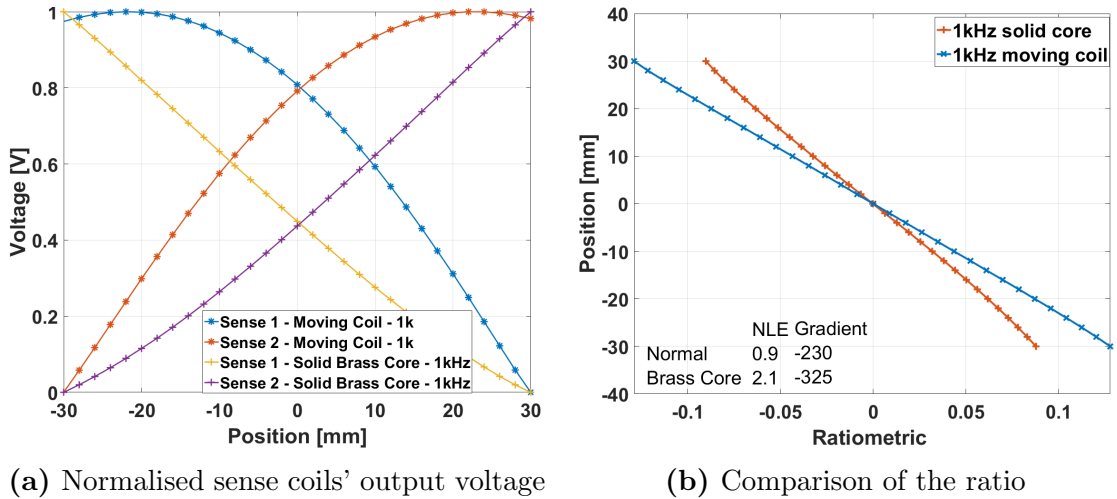 1
0.8
0.6
0.4
0.2
0
Voltage [V]
-30
-20
-10
0
10
20
30
Position [mm]
Sense 1 - Moving Coil - 1k
Sense 2 - Moving Coil - 1k
Sense 1 - Solid Brass Core - 1kHz
Sense 2 - Solid Brass Core - 1kHz
(a) Normalised sense coils' output voltage
40
30
20
10
0
-10
-20
-30
-40
Position [mm]
1kHz solid core
1kHz moving coil
NLE Gradient
Normal 0.9 -230
Brass Core 2.1 -325
-0.1
-0.05
0
0.05
0.1
Ratiometric
(b) Comparison of the ratio